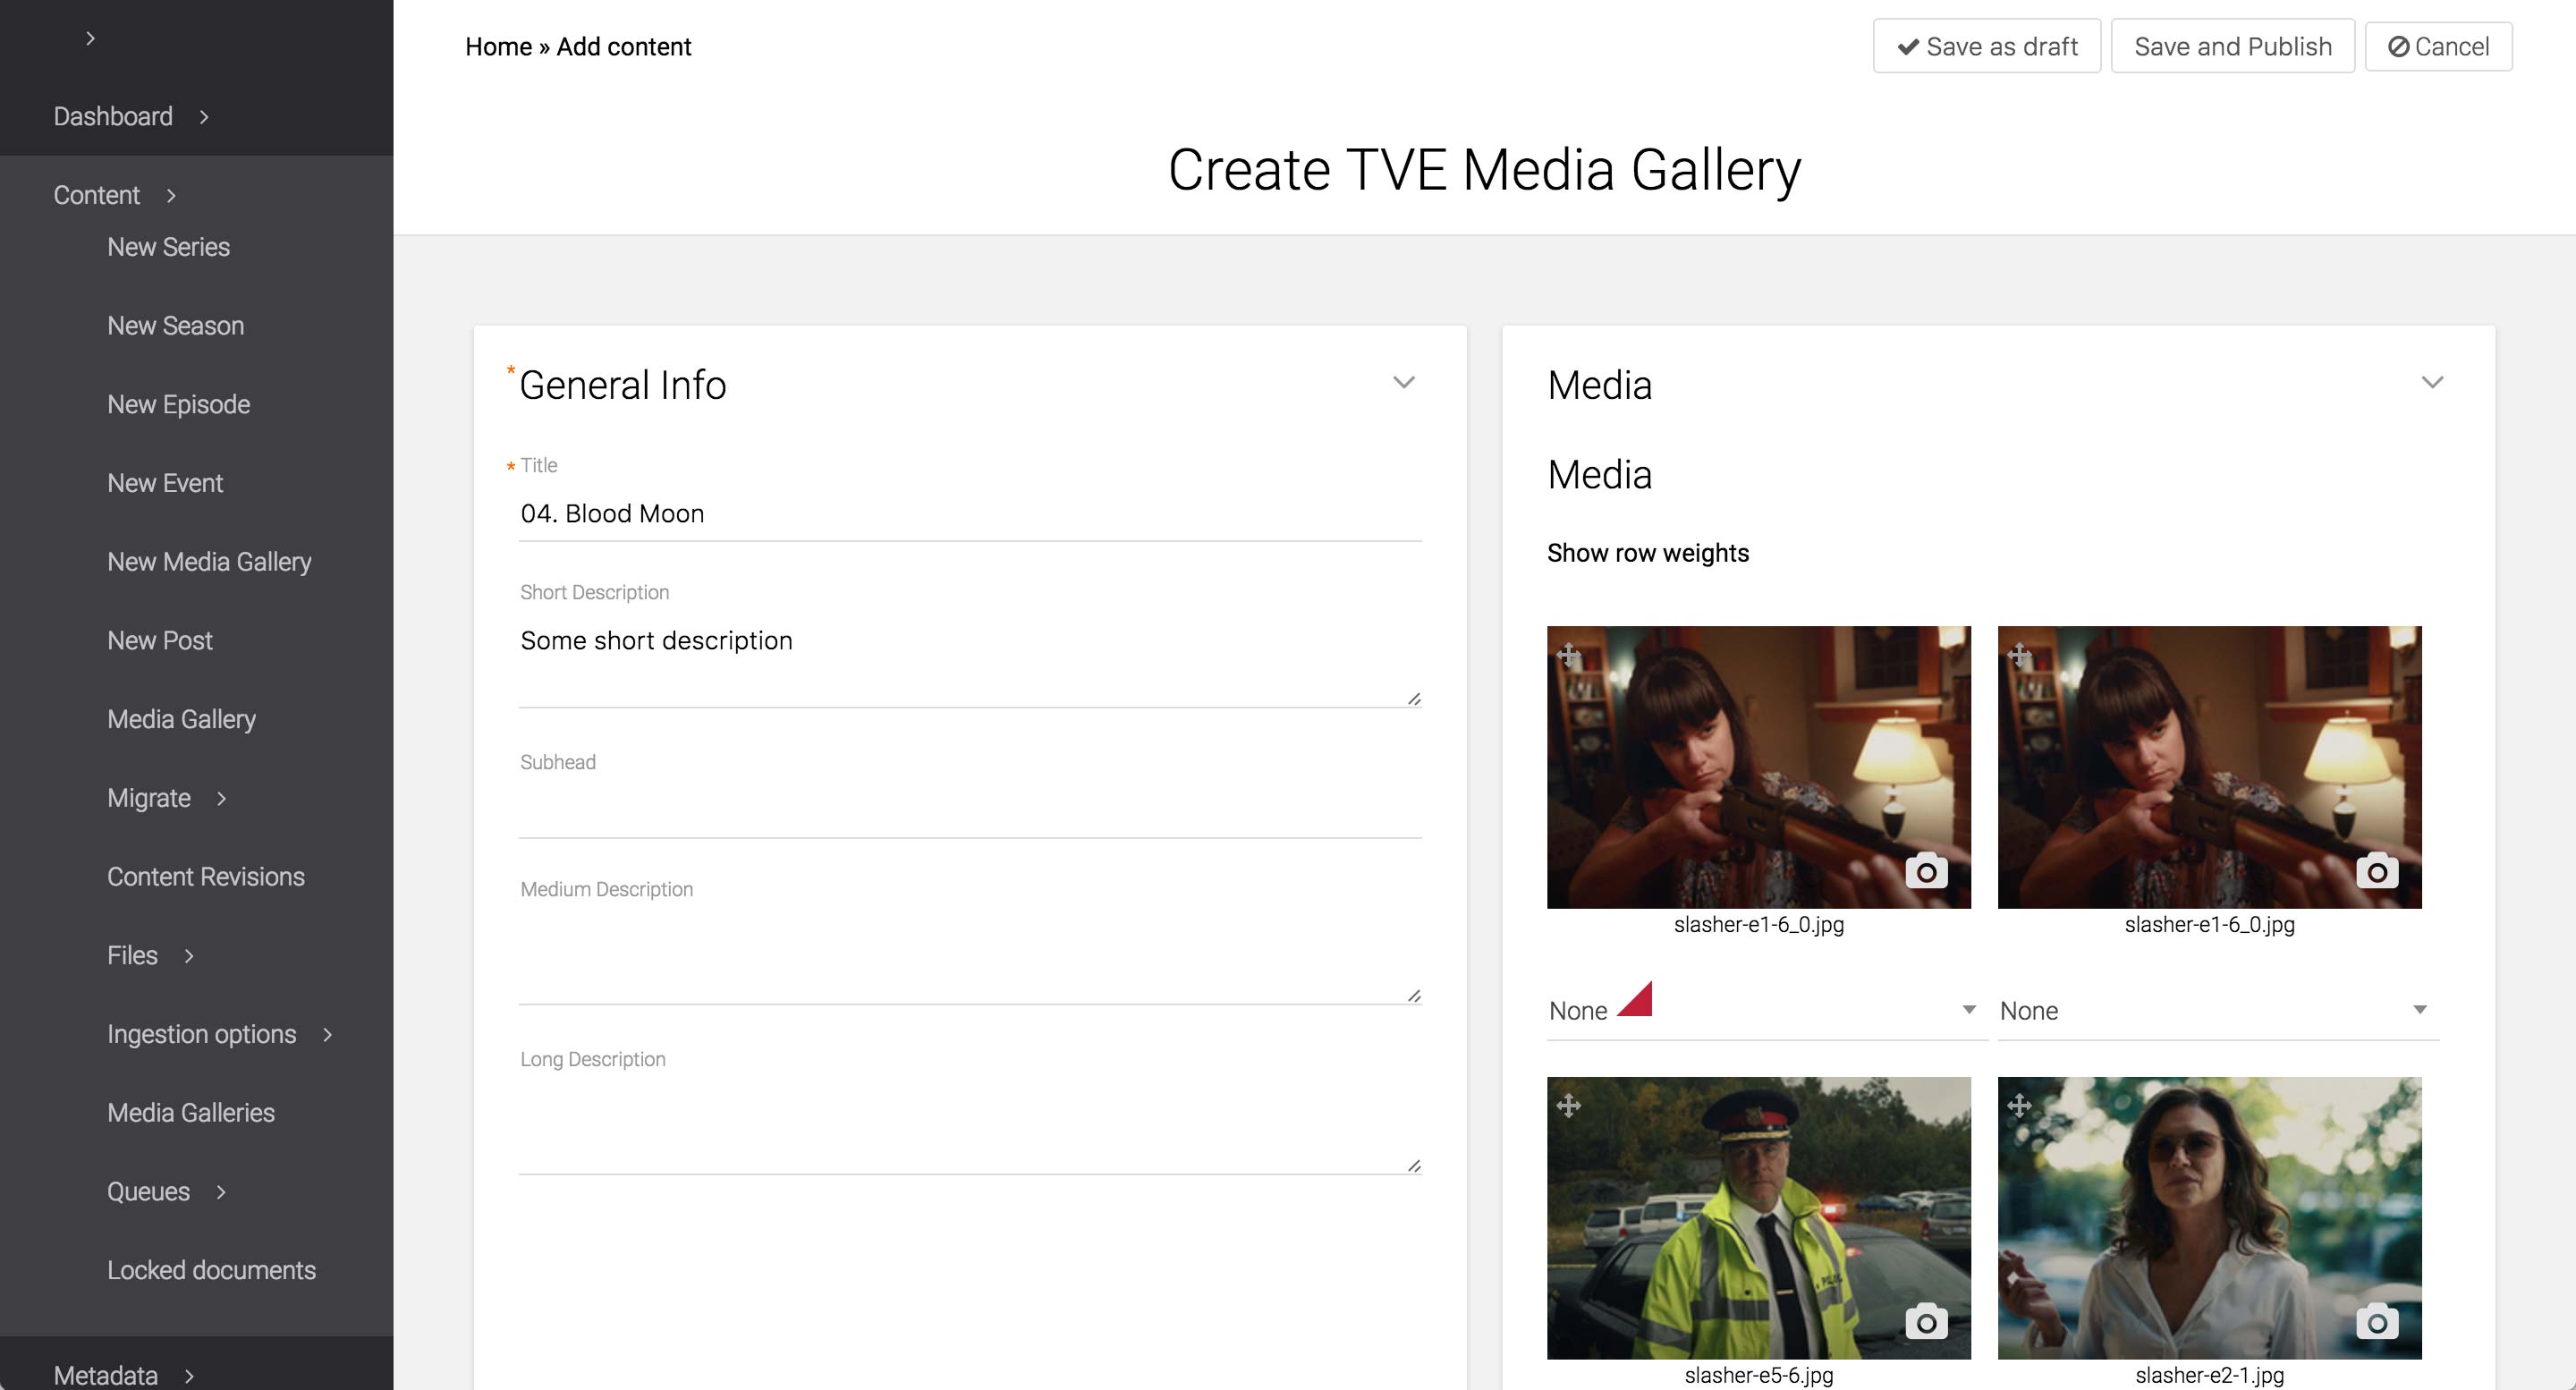 Home » Add content
Save as draft
Save and Publish
Cancel
Dashboard
Content
New Series
New Season
New Episode
New Event
New Media Gallery
New Post
Media Gallery
Migrate
Content Revisions
Files
Ingestion options
Media Galleries
Queues
Locked documents
Metadata
Create TVE Media Gallery
* General Info
* Title
04. Blood Moon
Short Description
Some short description
Subhead
Medium Description
Long Description
Media
Media
Show row weights
slasher-e1-6_0.jpg
slasher-e1-6_0.jpg
None
None
slasher-e5-6.jpg
slasher-e2-1.jpg